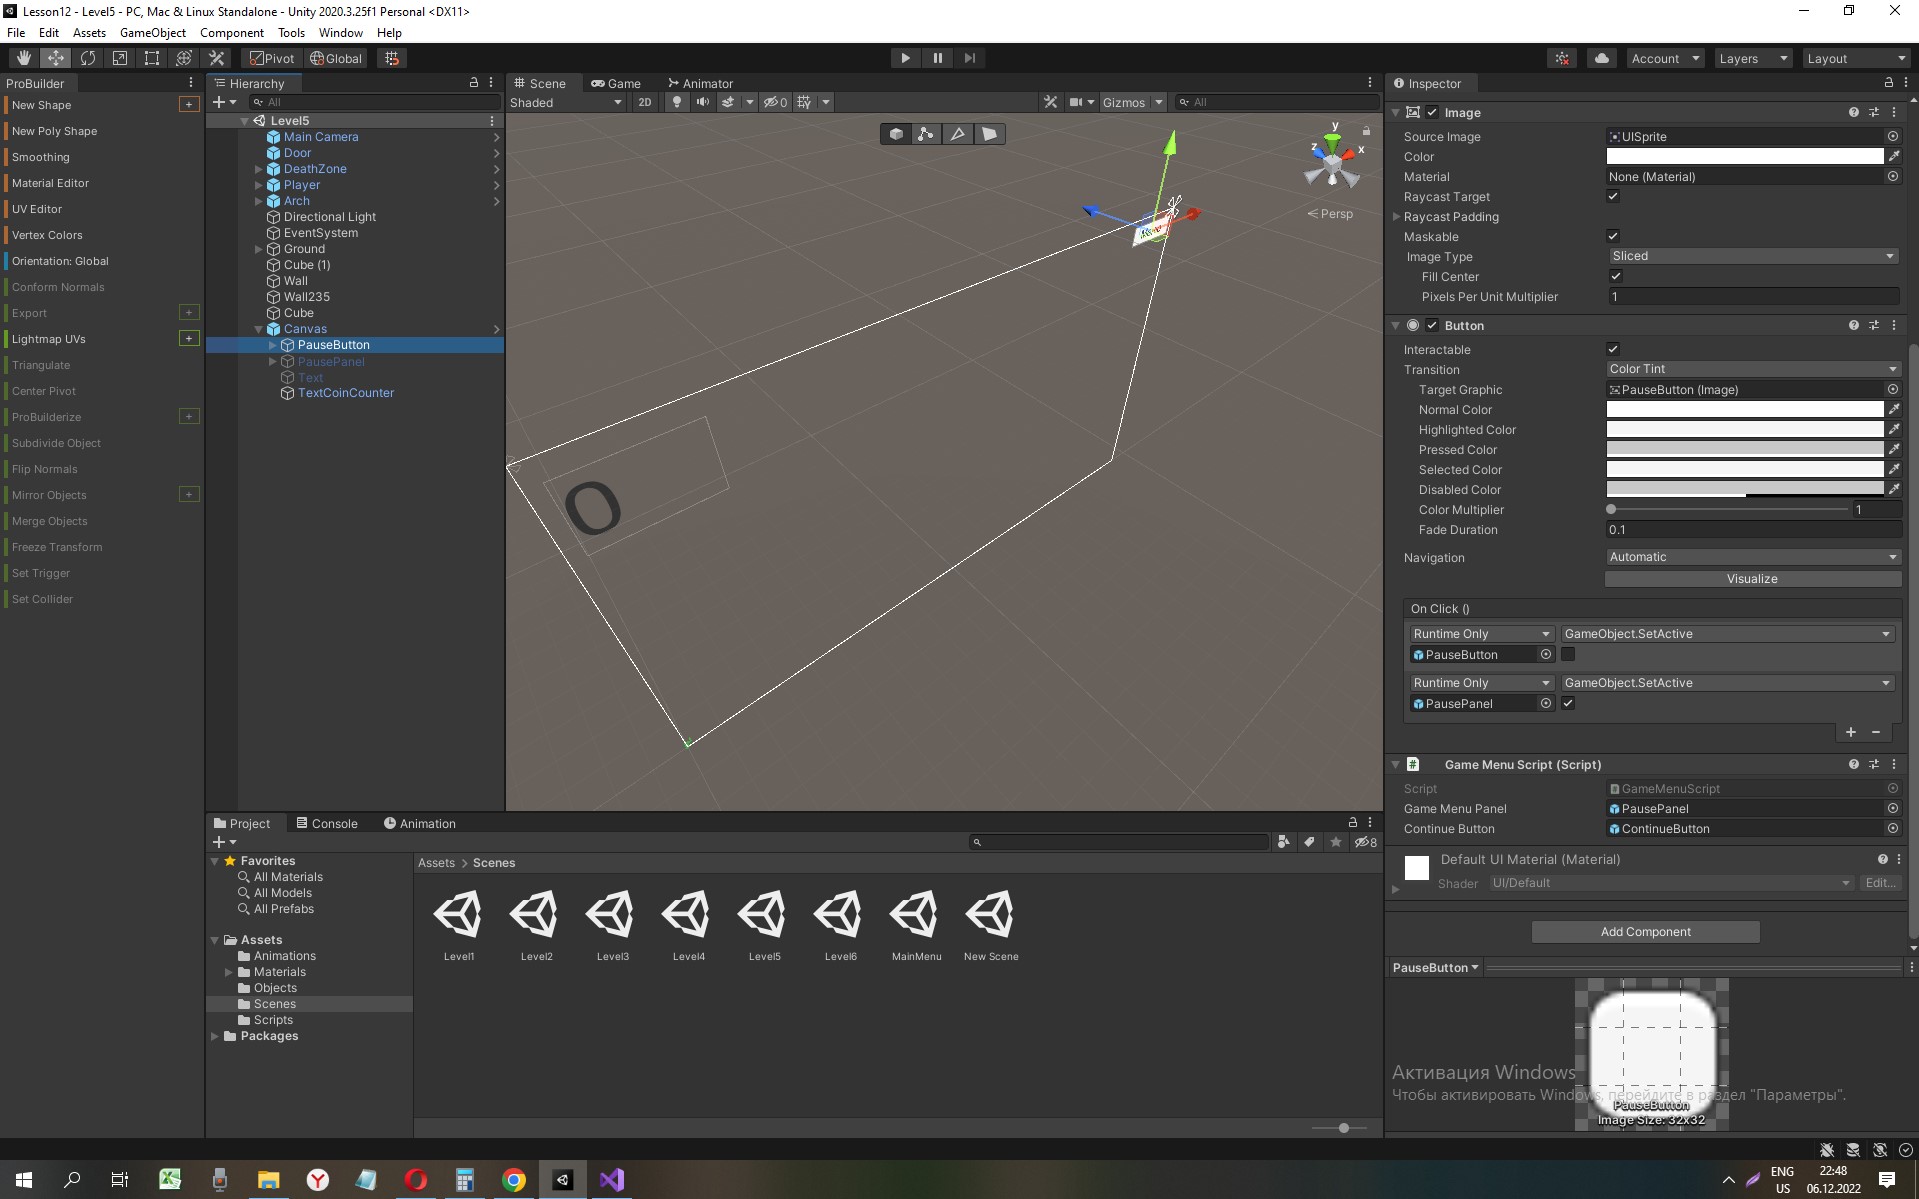 Lesson12 - Level5 - PC, Mac & Linux Standalone - Unity 2020.3.25f1 Personal <DX11>
File Edit Assets GameObject Component Tools Window Help
Pivot Global Account Layers Layout
ProBuilder
New Shape +
New Poly Shape
Smoothing
Material Editor
UV Editor
Vertex Colors
Orientation: Global
Conform Normals
Export +
Lightmap UVs +
Triangulate
Center Pivot
ProBuilderize +
Subdivide Object
Flip Normals
Mirror Objects +
Merge Objects
Freeze Transform
Set Trigger
Set Collider
Hierarchy
+ All
Level5
Main Camera
Door
DeathZone
Player
Arch
Directional Light
EventSystem
Ground
Cube (1)
Wall
Wall235
Cube
Canvas
PauseButton
PausePanel
Text
TextCoinCounter
Scene Game Animator
Shaded 2D 0 Gizmos All
y
z x
Persp
0
Inspector
Image
Source Image UISprite
Color
Material None (Material)
Raycast Target
Raycast Padding
Maskable
Image Type Sliced
Fill Center
Pixels Per Unit Multiplier 1
Button
Interactable
Transition Color Tint
Target Graphic PauseButton (Image)
Normal Color
Highlighted Color
Pressed Color
Selected Color
Disabled Color
Color Multiplier 1
Fade Duration 0.1
Navigation Automatic
Visualize
On Click ()
Runtime Only GameObject.SetActive
PauseButton
Runtime Only GameObject.SetActive
PausePanel
+ −
# Game Menu Script (Script)
Script GameMenuScript
Game Menu Panel PausePanel
Continue Button ContinueButton
Default UI Material (Material)
Shader UI/Default Edit...
Add Component
PauseButton
PauseButton
Image Size: 32x32
Активация Windows
Чтобы активировать Windows, перейдите в раздел "Параметры".
Project Console Animation
+ 8
Favorites
All Materials
All Models
All Prefabs
Assets
Animations
Materials
Objects
Scenes
Scripts
Packages
Assets > Scenes
Level1 Level2 Level3 Level4 Level5 Level6 MainMenu New Scene
ENG
US
22:48
06.12.2022